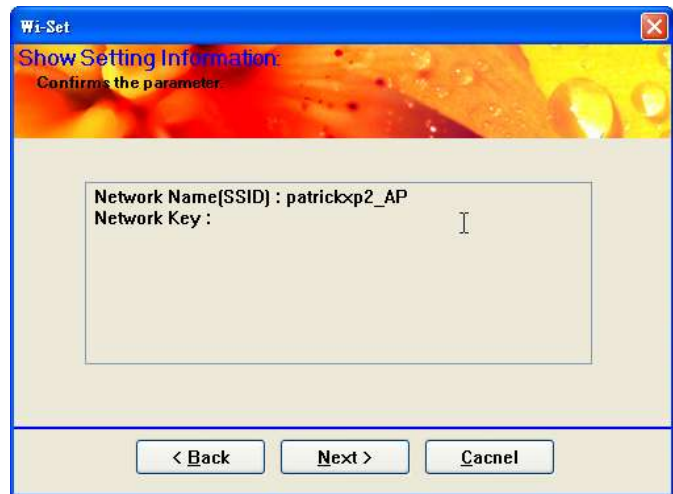 Wi-Set
Show Setting Information:
Confirms the parameter.
Network Name(SSID) : patrickxp2_AP
Network Key :
< Back
Next >
Cacnel